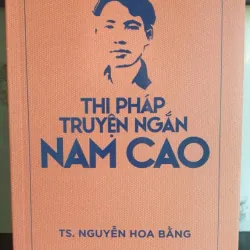 THI PHÁP
TRUYỆN NGẮN
NAM CAO
TS. NGUYỄN HOA BẰNG